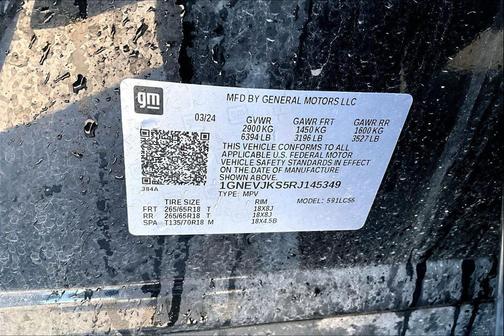 gm
MFD BY GENERAL MOTORS LLC
03/24 GVWR GAWR FRT GAWR RR
2900 KG 1450 KG 1600 KG
6394 LB 3196 LB 3527 LB
THIS VEHICLE CONFORMS TO ALL
APPLICABLE U.S. FEDERAL MOTOR
VEHICLE SAFETY STANDARDS IN EFFECT
ON THE DATE OF MANUFACTURE
SHOWN ABOVE.
384A 1GNEVJKS5RJ145349
TYPE: MPV MODEL: 591LC56
TIRE SIZE RIM
FRT 265/65R18 T 18X8J
RR 265/65R18 T 18X8J
SPA T135/70R18 M 18X4.5B